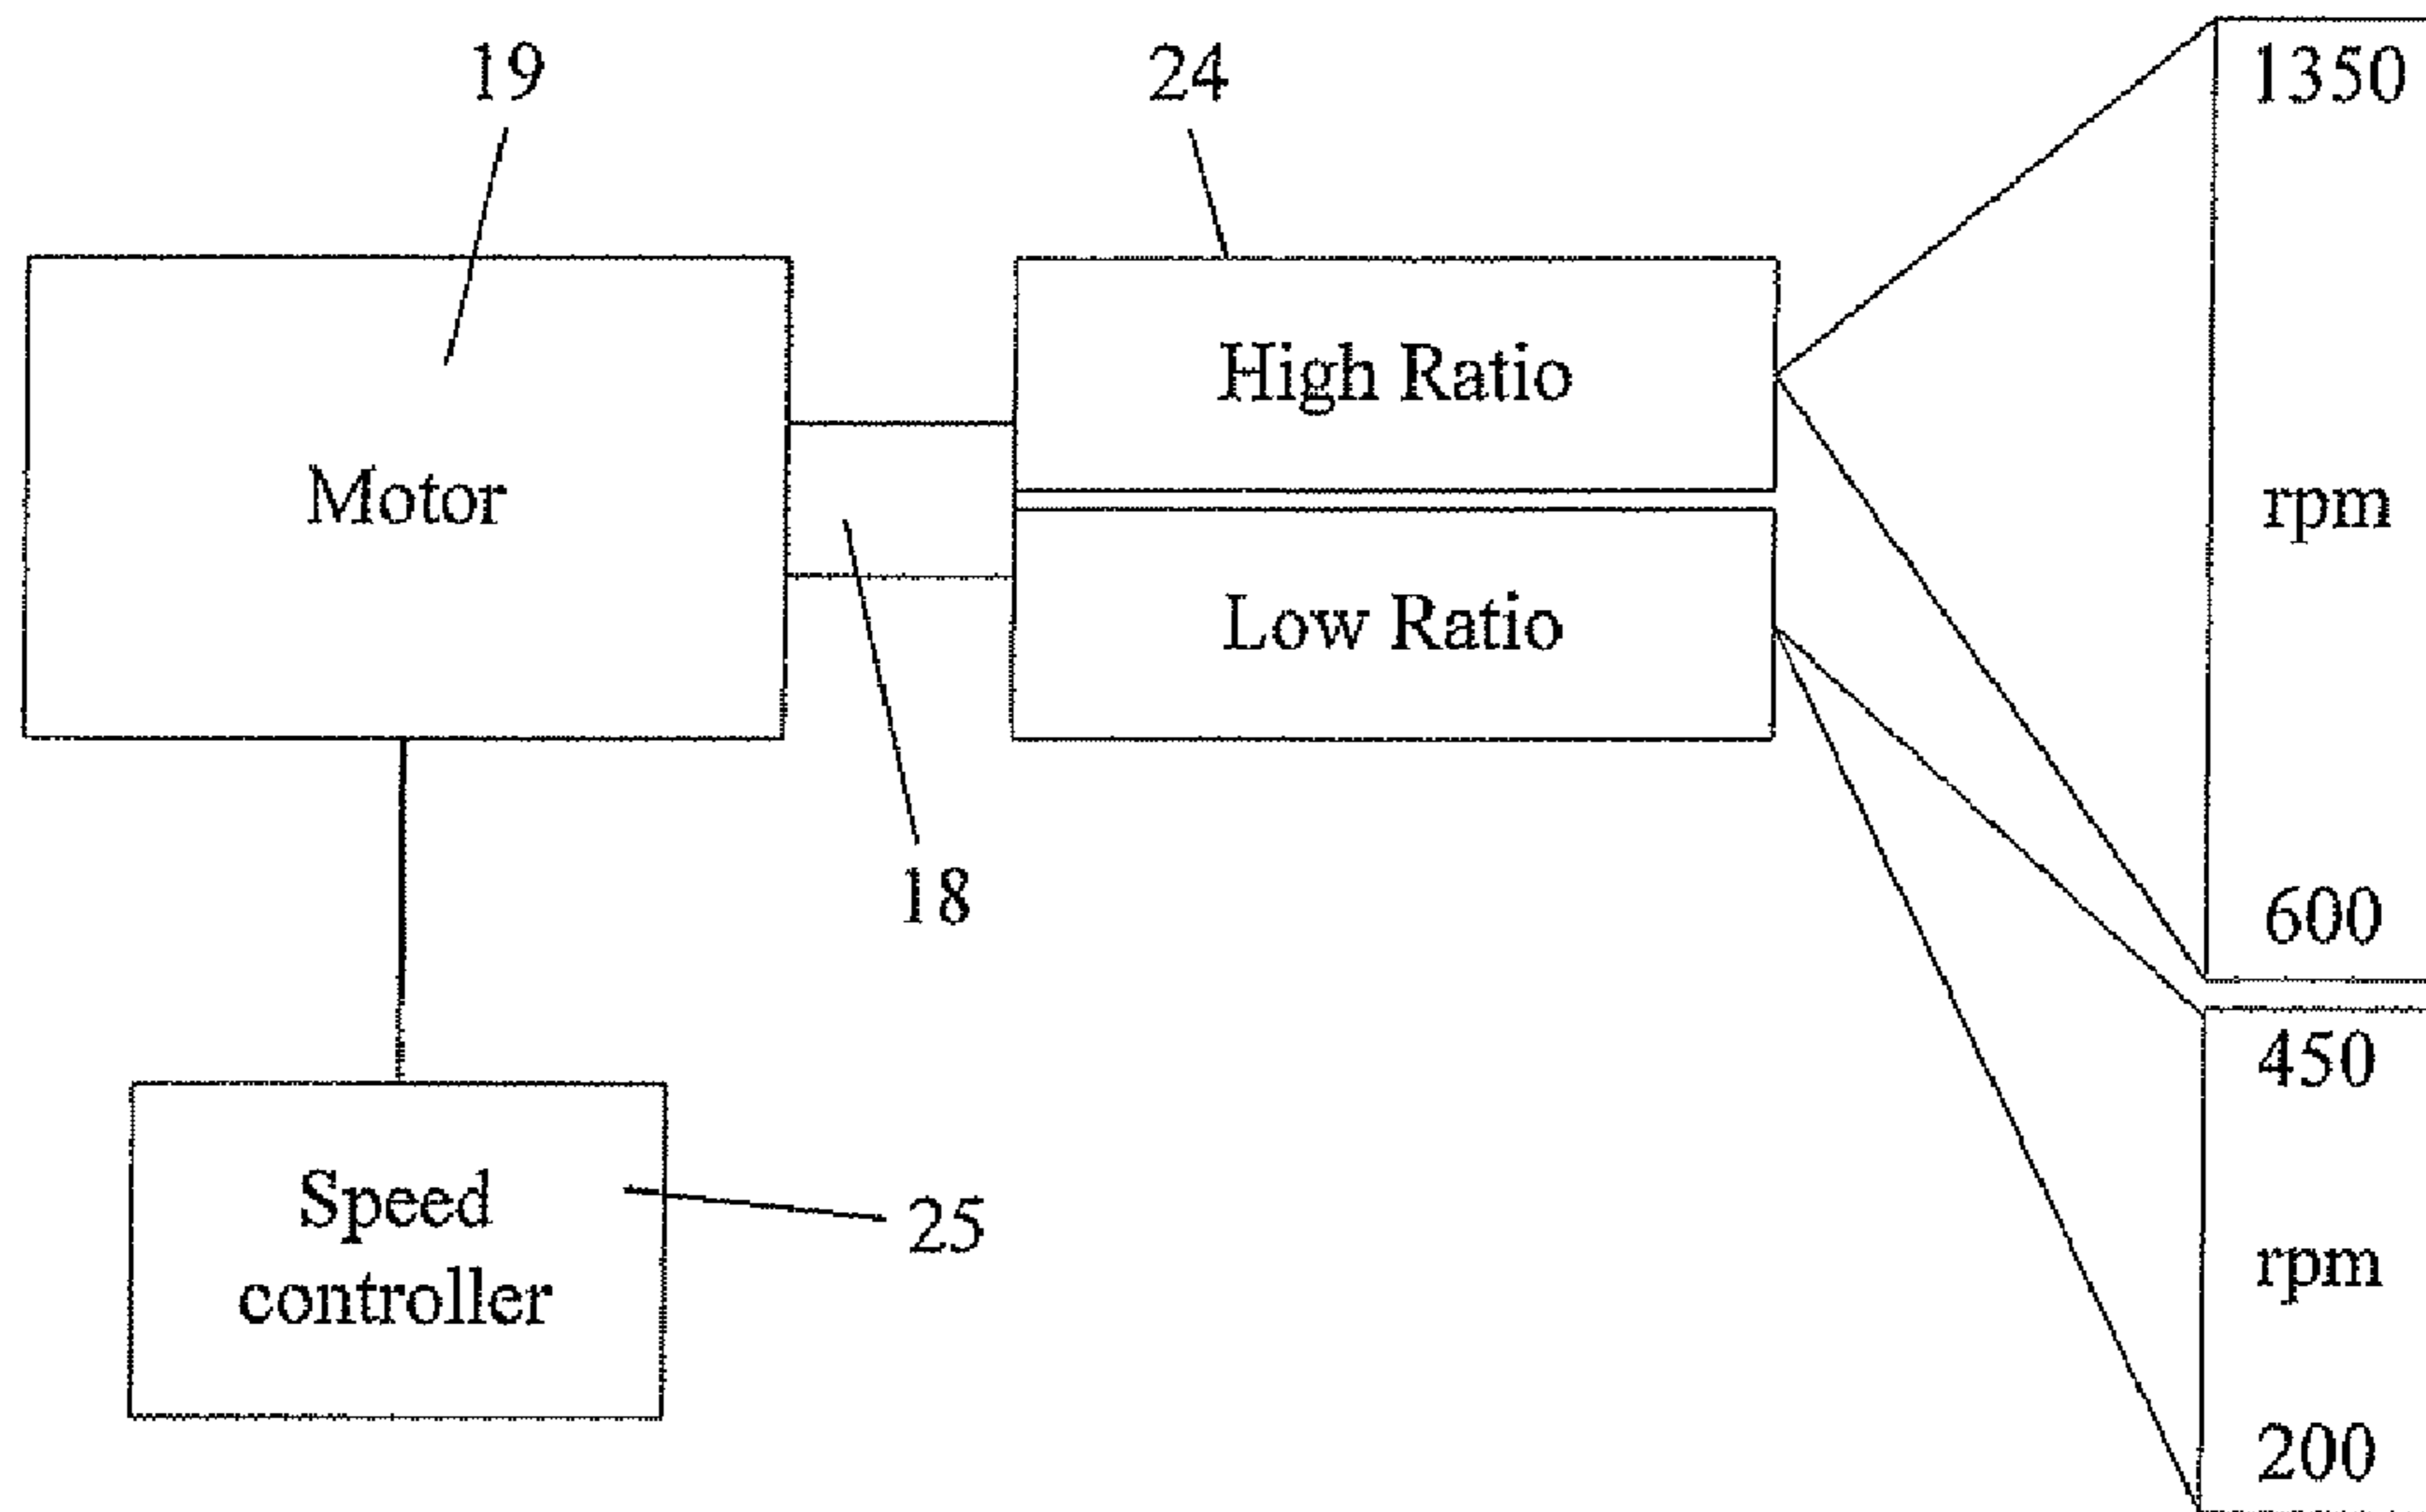 19
24
1350
High Ratio
Motor
rpm
Low Ratio
18
600
450
Speed
controller
25
rpm
200